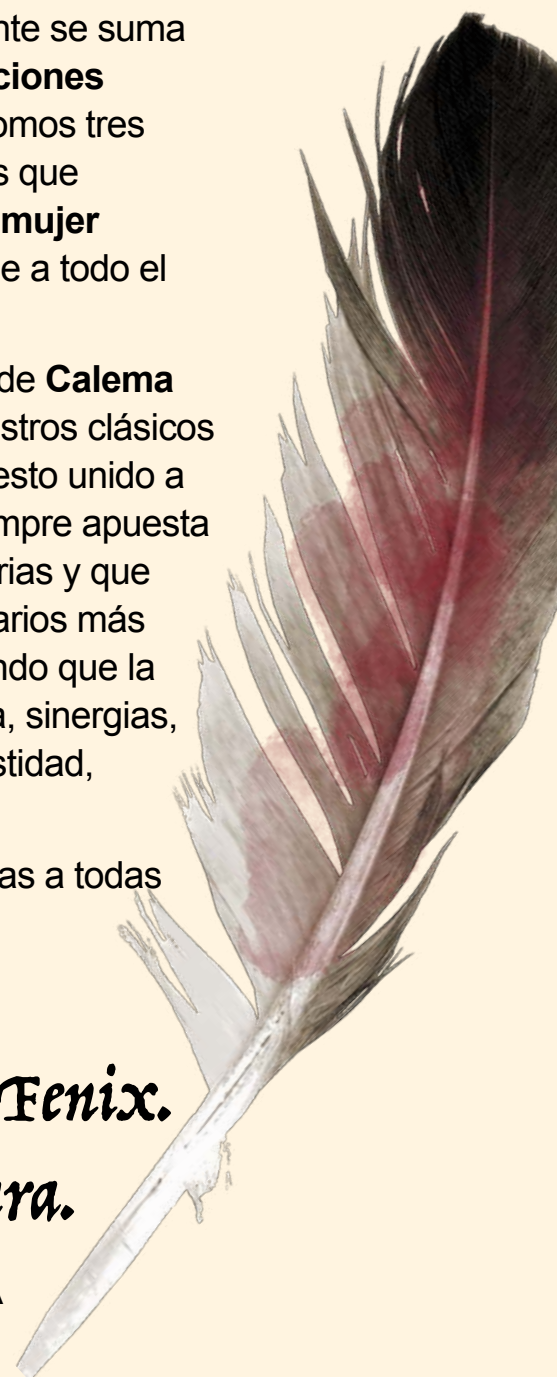 nte se suma
ciones
omos tres
s que
mujer
e a todo el
de Calema
stros clásicos
esto unido a
mpre apuesta
rias y que
arios más
ndo que la
a, sinergias,
stidad,
as a todas
Fenix.
ra.